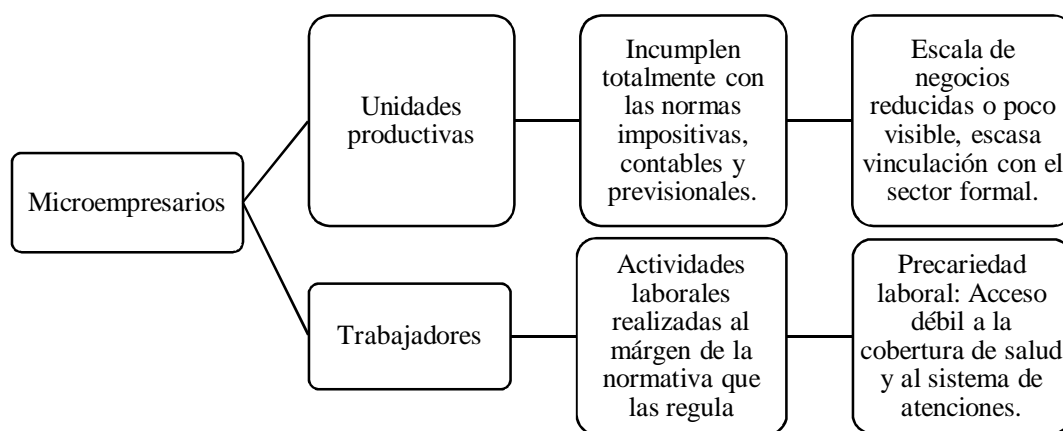 Microempresarios
Unidades
productivas
Incumplen
totalmente con
las normas
impositivas,
contables y
previsionales.
Escala de
negocios
reducidas o poco
visible, escasa
vinculación con el
sector formal.
Trabajadores
Actividades
laborales
realizadas al
márgen de la
normativa que
las regula
Precariedad
laboral: Acceso
débil a la
cobertura de salud
y al sistema de
atenciones.